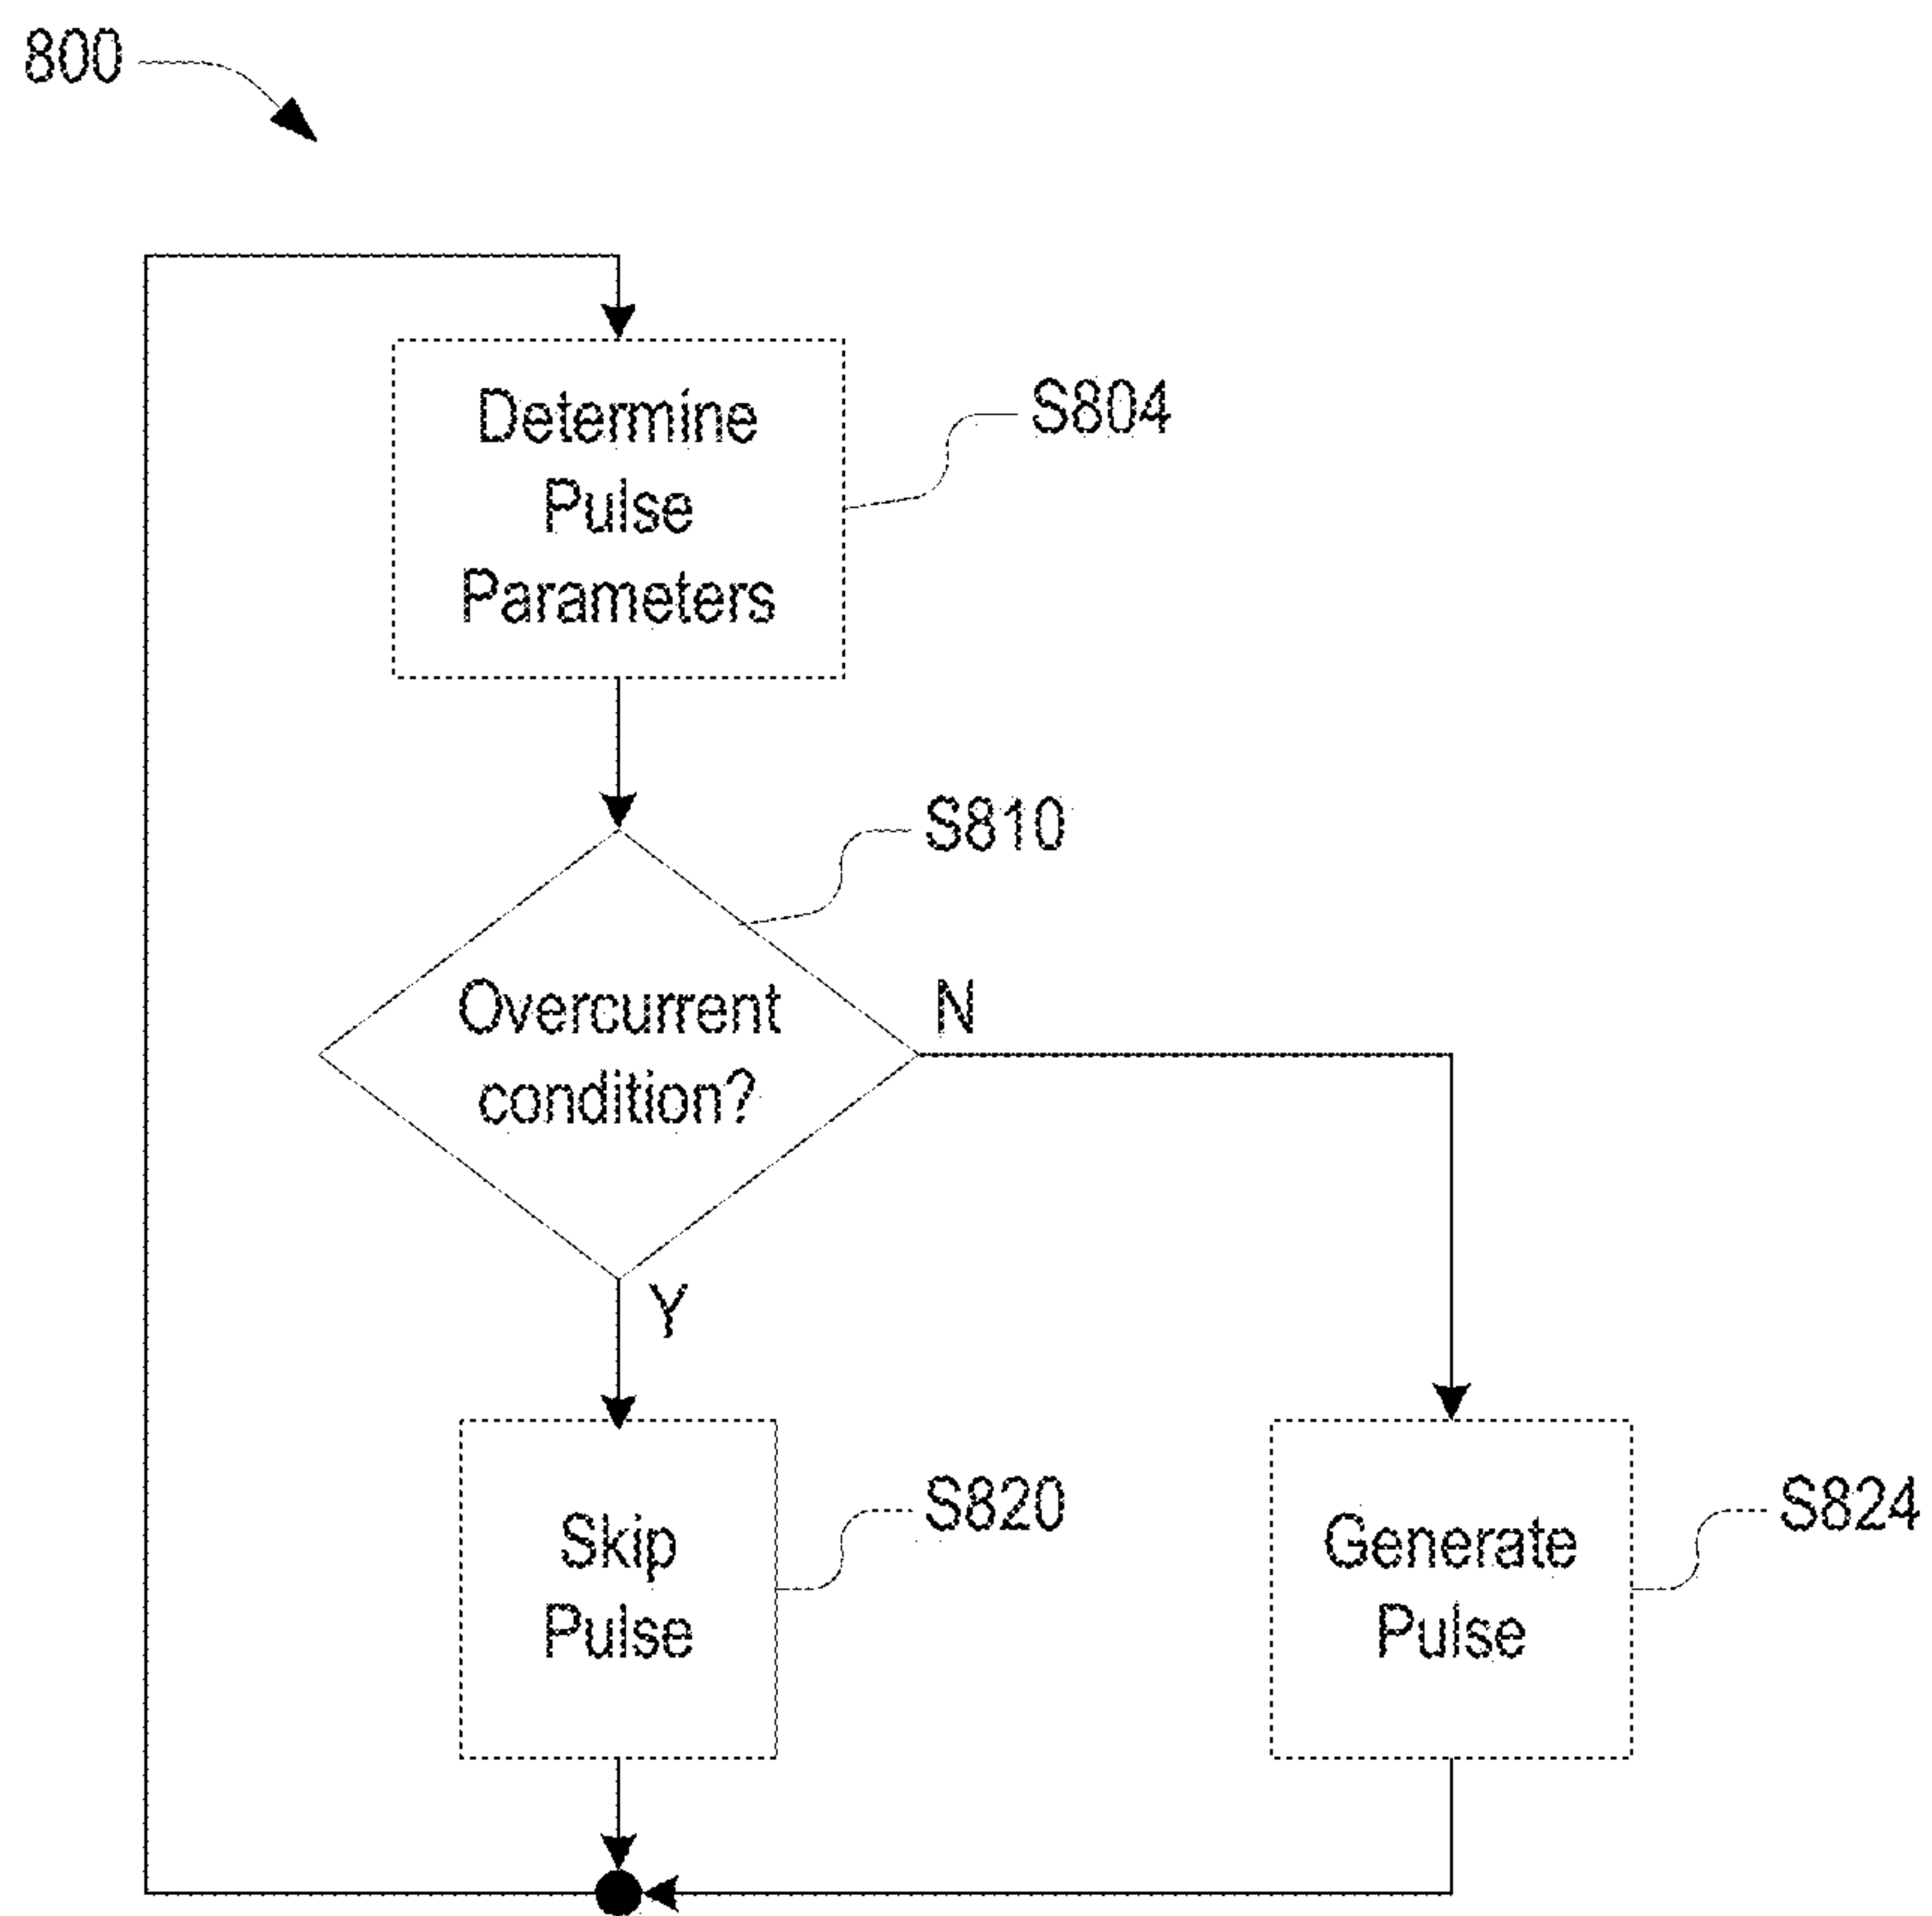 800
Determine
Pulse
Parameters
S804
S810
Overcurrent
condition?
N
Y
Skip
Pulse
S820
Generate
Pulse
S824